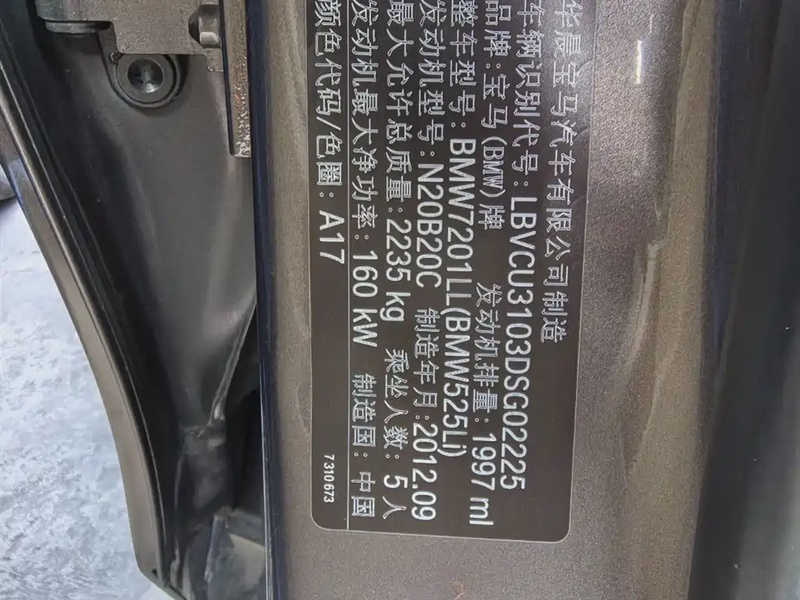 华晨宝马汽车有限公司制造
车辆识别代号：LBVCU3103DSG02225
品牌：宝马(BMW)牌 发动机排量：1997 ml
整车型号：BMW7201LL(BMW525LI)
发动机型号：N20B20C 制造年月：2012.09
最大允许总质量：2235 kg 乘坐人数：5 人
发动机最大净功率：160 kW 制造国：中国
颜色代码/色圈：A17
7 310 673